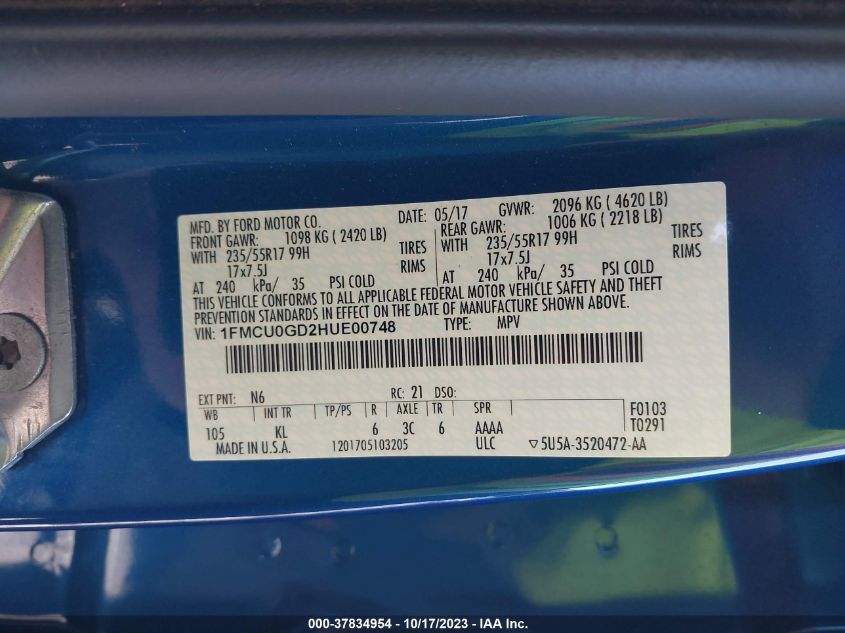 MFD. BY FORD MOTOR CO. DATE: 05/17 GVWR: 2096 KG ( 4620 LB)
FRONT GAWR: 1098 KG ( 2420 LB) REAR GAWR: 1006 KG ( 2218 LB)
WITH 235/55R17 99H TIRES WITH 235/55R17 99H TIRES
17x7.5J RIMS 17x7.5J RIMS
AT 240 kPa/ 35 PSI COLD AT 240 kPa/ 35 PSI COLD
THIS VEHICLE CONFORMS TO ALL APPLICABLE FEDERAL MOTOR VEHICLE SAFETY AND THEFT
PREVENTION STANDARDS IN EFFECT ON THE DATE OF MANUFACTURE SHOWN ABOVE.
VIN: 1FMCU0GD2HUE00748 TYPE: MPV
EXT PNT: N6 RC: 21 DSO:
WB INT TR TP/PS R AXLE TR SPR F0103
105 KL 6 3C 6 AAAA T0291
MADE IN U.S.A. 1201705103205 ULC ▽5U5A-3520472-AA
000-37834954 - 10/17/2023 - IAA Inc.